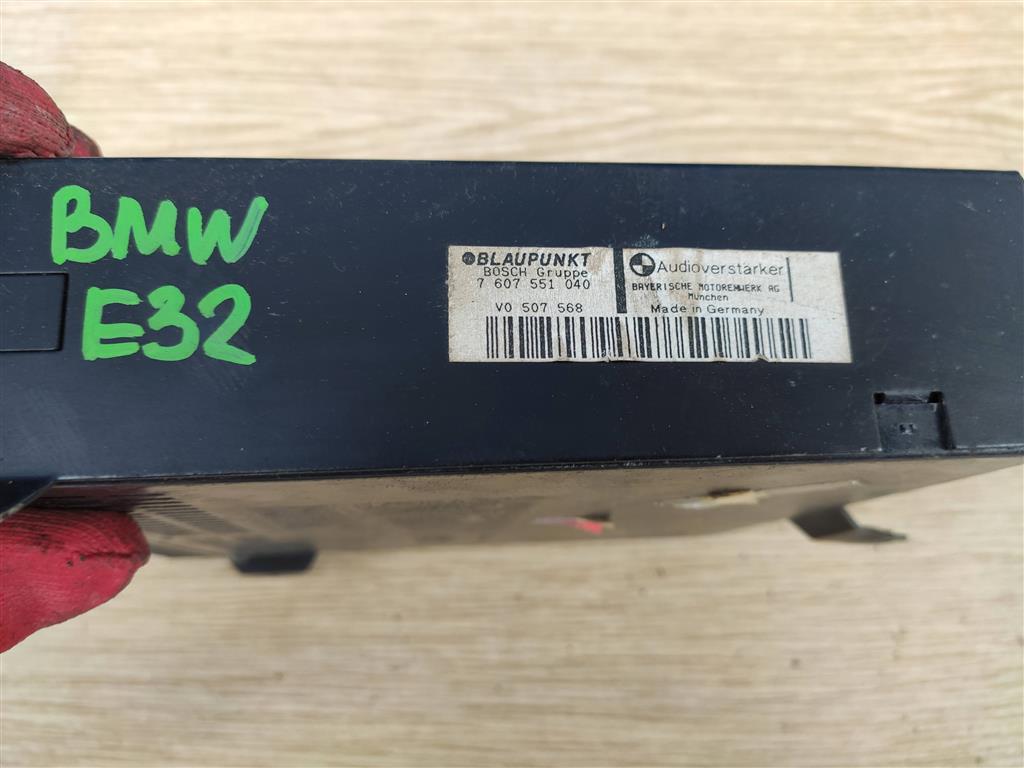 BMW
E32
BLAUPUNKT
BOSCH Gruppe
7 607 551 040
V0 507 568
Audioverstärker
BAYERISCHE MOTORENWERK AG
München
Made in Germany